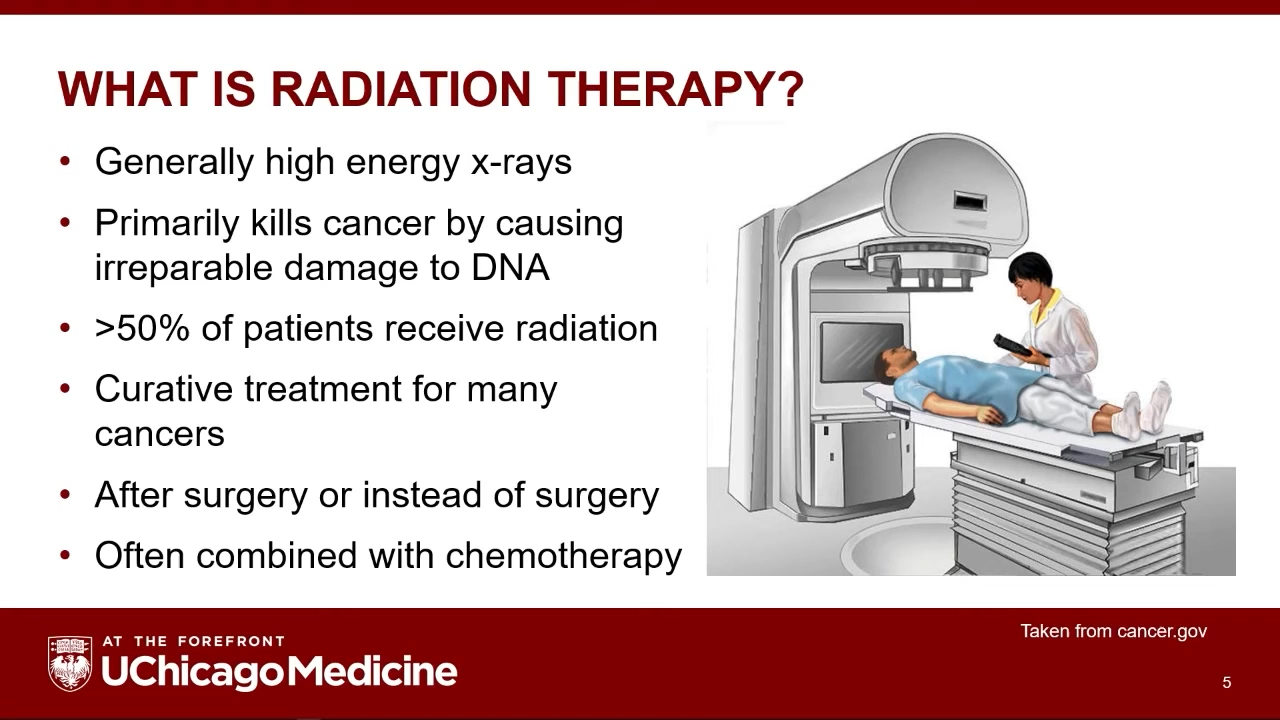 WHAT IS RADIATION THERAPY?
• Generally high energy x-rays
• Primarily kills cancer by causing
irreparable damage to DNA
• >50% of patients receive radiation
• Curative treatment for many
cancers
• After surgery or instead of surgery
• Often combined with chemotherapy
Taken from cancer.gov
AT THE FOREFRONT
UChicagoMedicine
5